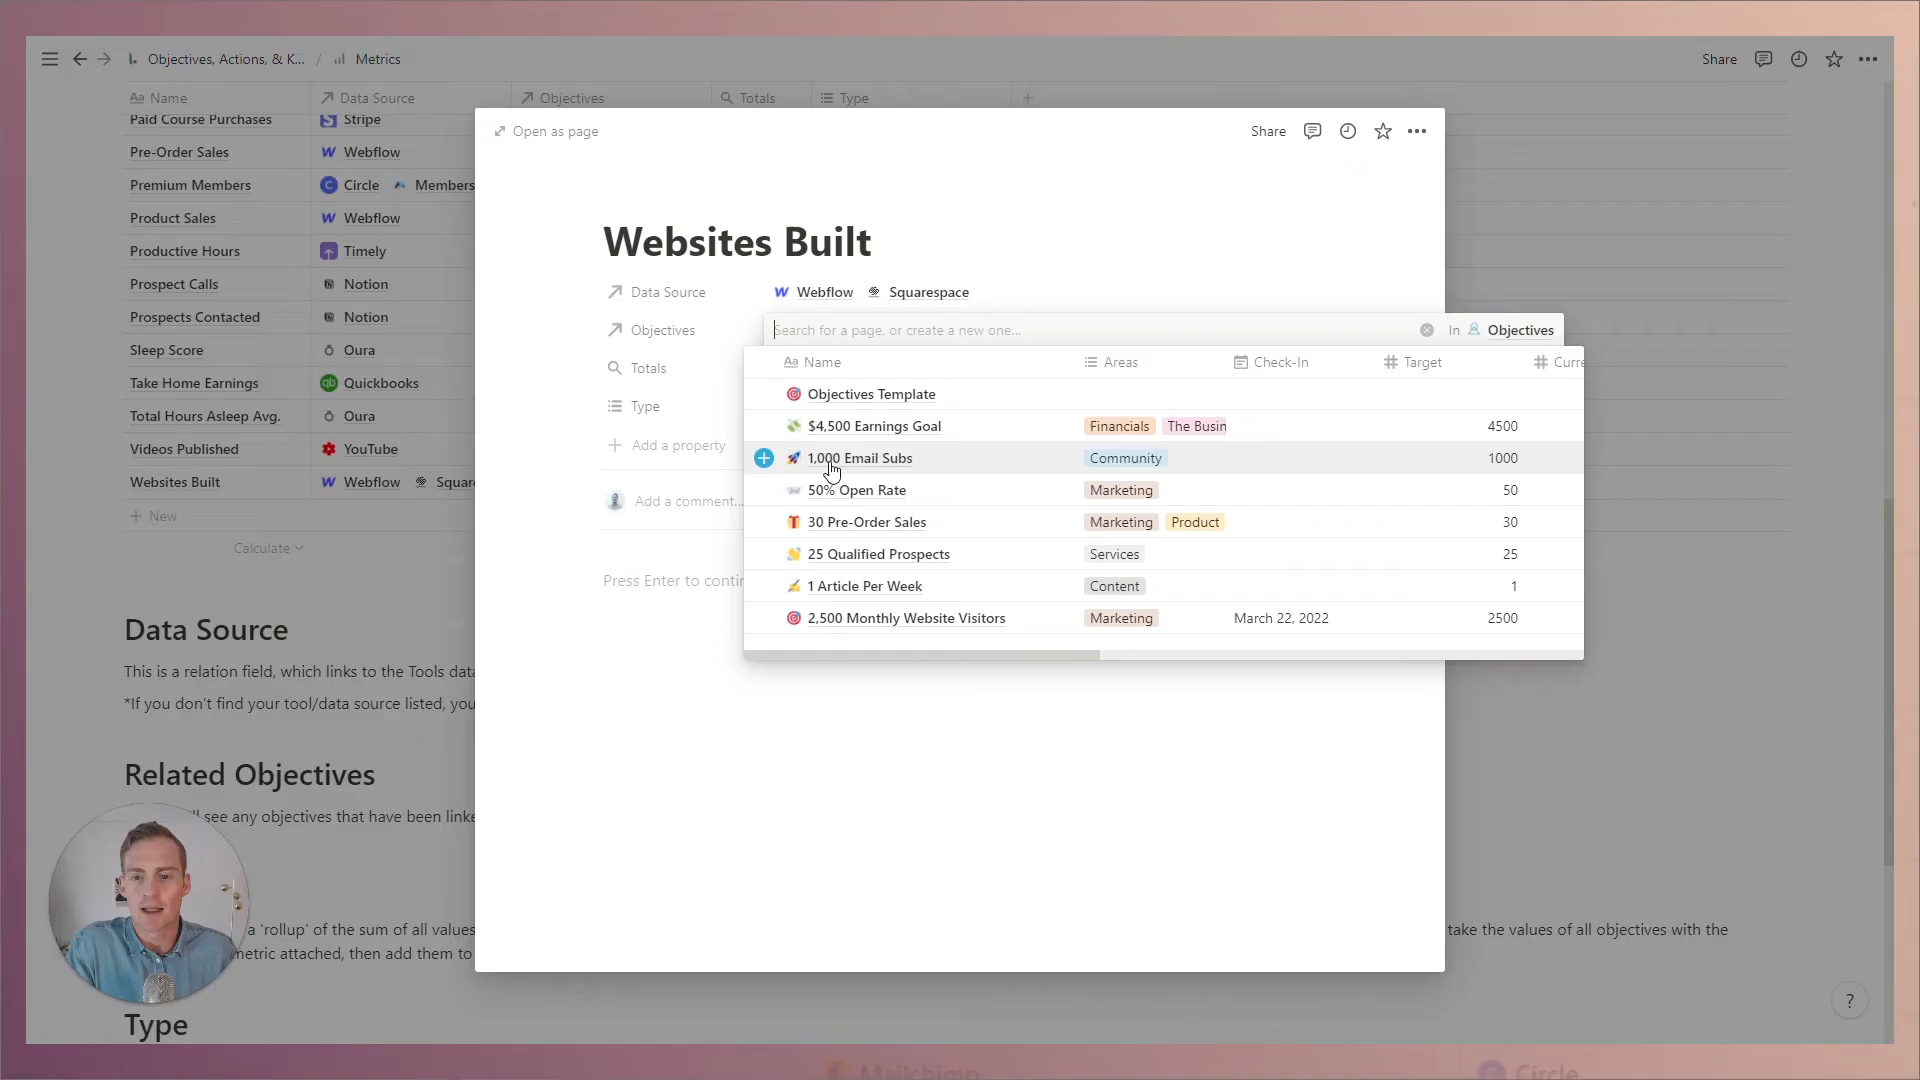 Objectives, Actions, & K... / Metrics
Share
Aa Name
Data Source
Objectives
Totals
Type
Paid Course Purchases
Stripe
Pre-Order Sales
Webflow
Premium Members
Circle
Members
Product Sales
Webflow
Productive Hours
Timely
Prospect Calls
Notion
Prospects Contacted
Notion
Sleep Score
Oura
Take Home Earnings
Quickbooks
Total Hours Asleep Avg.
Oura
Videos Published
YouTube
Websites Built
Webflow
Squar
New
Calculate
Data Source
This is a relation field, which links to the Tools data
*If you don't find your tool/data source listed, you
Related Objectives
see any objectives that have been linke
a 'rollup' of the sum of all values
metric attached, then add them to
take the values of all objectives with the
Type
Open as page
Share
Websites Built
Data Source
Webflow
Squarespace
Objectives
Search for a page, or create a new one...
In Objectives
Totals
Type
Add a property
Add a comment...
Press Enter to contin
Aa Name
Areas
Check-In
Target
Curre
Objectives Template
$4,500 Earnings Goal
Financials
The Busin
4500
1,000 Email Subs
Community
1000
50% Open Rate
Marketing
50
30 Pre-Order Sales
Marketing
Product
30
25 Qualified Prospects
Services
25
1 Article Per Week
Content
1
2,500 Monthly Website Visitors
Marketing
March 22, 2022
2500
?
Mailchimp
Circle